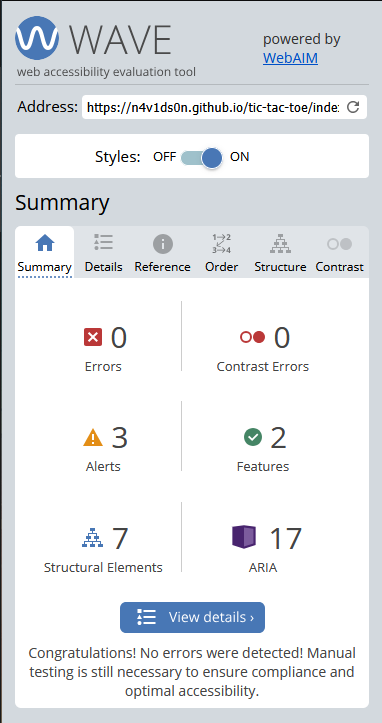 WAVE
web accessibility evaluation tool
powered by
WebAIM
Address: https://n4v1ds0n.github.io/tic-tac-toe/inde
Styles: OFF ON
Summary
Summary Details Reference Order Structure Contrast
0 0
Errors Contrast Errors
3 2
Alerts Features
7 17
Structural Elements ARIA
View details ›
Congratulations! No errors were detected! Manual
testing is still necessary to ensure compliance and
optimal accessibility.